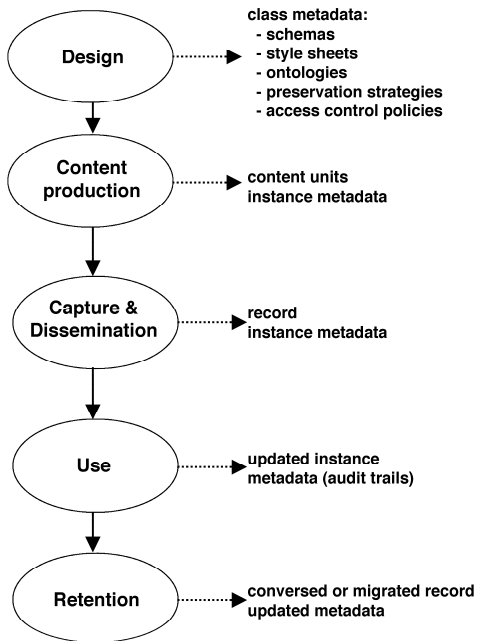 class metadata:
- schemas
- style sheets
- ontologies
- preservation strategies
- access control policies
Design
Content
production
content units
instance metadata
Capture &
Dissemination
record
instance metadata
Use
updated instance
metadata (audit trails)
Retention
conversed or migrated record
updated metadata